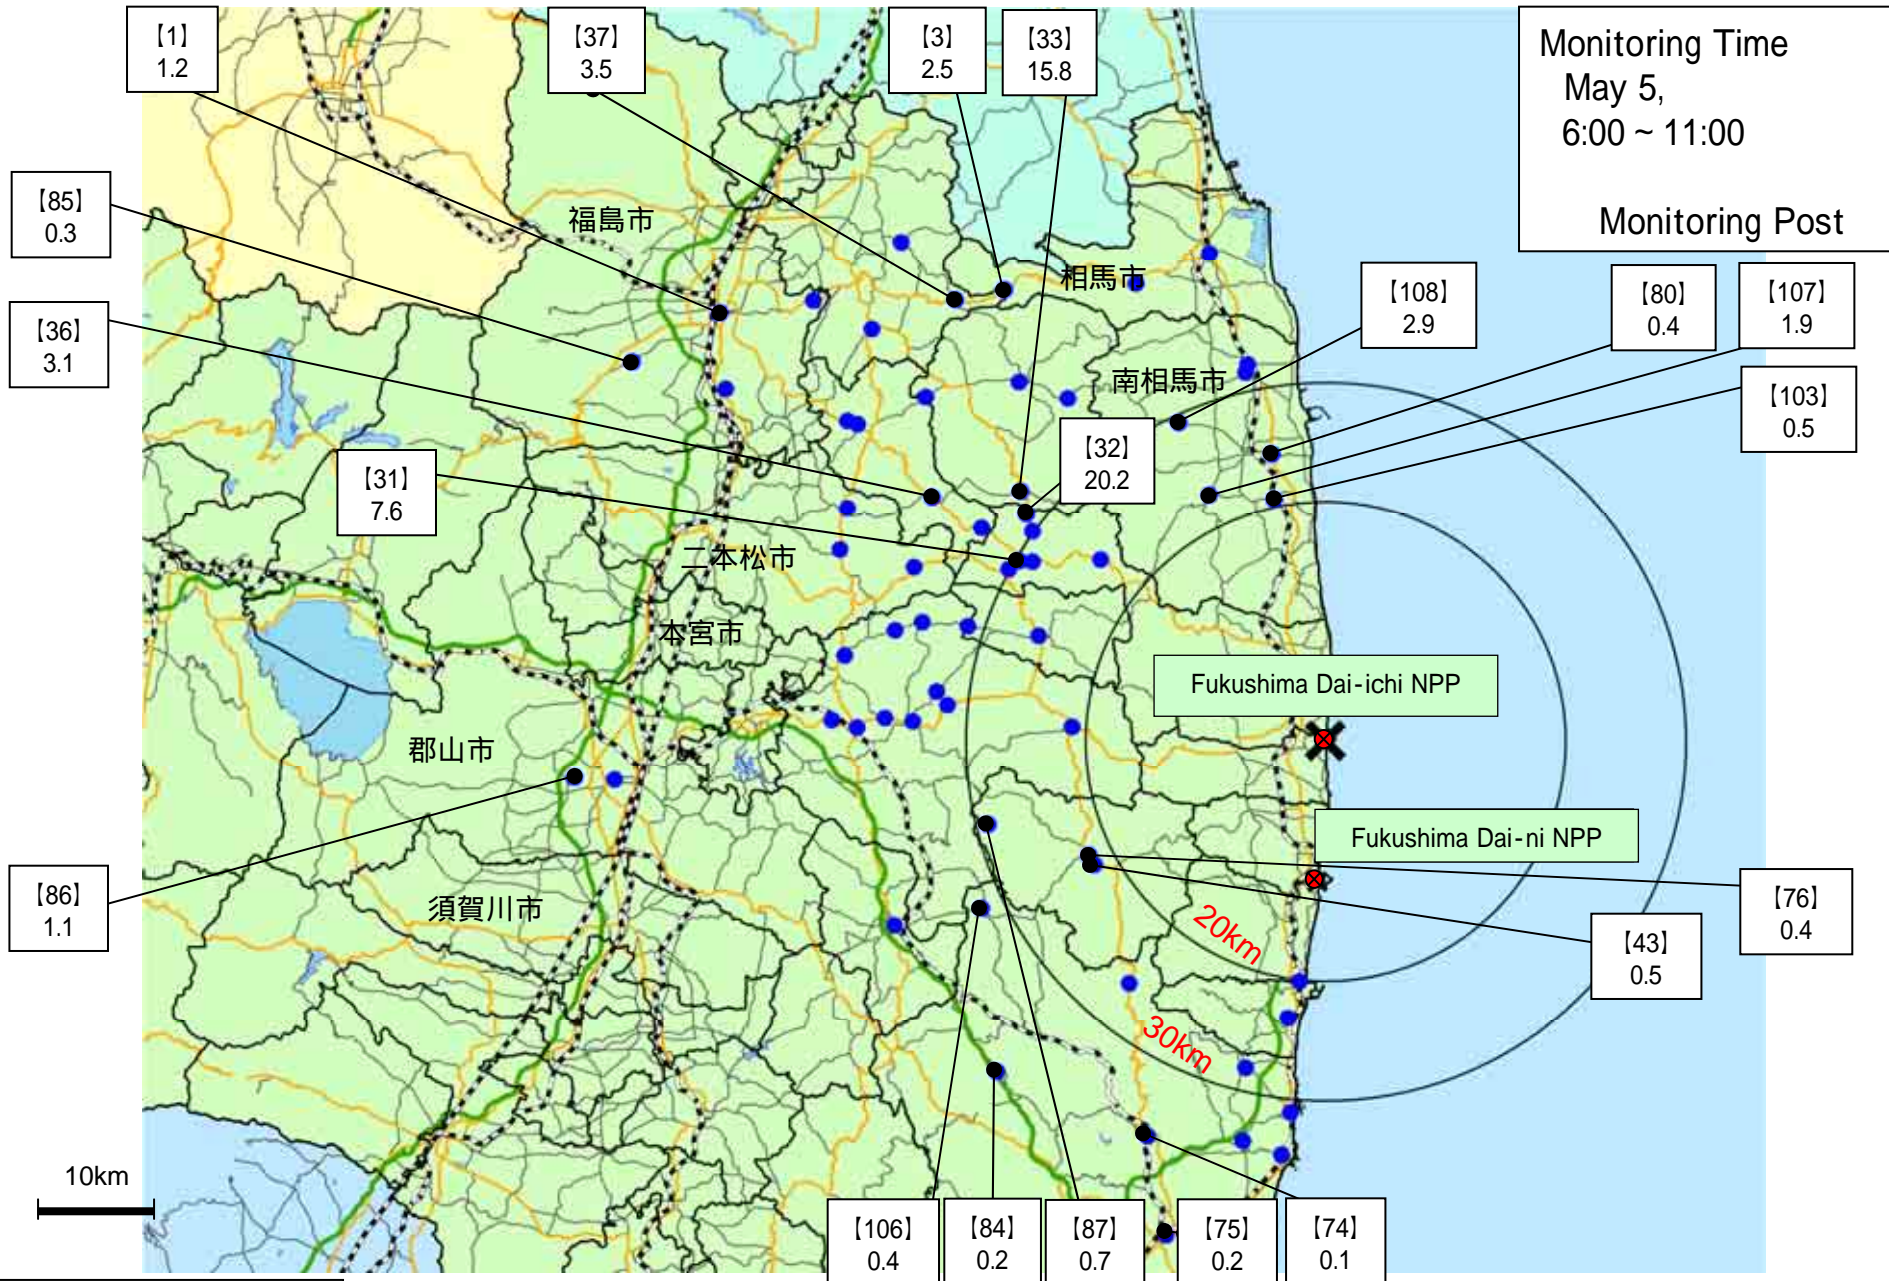 【1】
1.2
【37】
3.5
【3】
2.5
【33】
15.8
Monitoring Time
May 5,
6:00 ~ 11:00
Monitoring Post
【85】
0.3
福島市
相馬市
【108】
2.9
【80】
0.4
【107】
1.9
【36】
3.1
南相馬市
【103】
0.5
【31】
7.6
【32】
20.2
二本松市
本宮市
Fukushima Dai-ichi NPP
郡山市
Fukushima Dai-ni NPP
【86】
1.1
須賀川市
20km
【76】
0.4
【43】
0.5
30km
10km
【106】
0.4
【84】
0.2
【87】
0.7
【75】
0.2
【74】
0.1